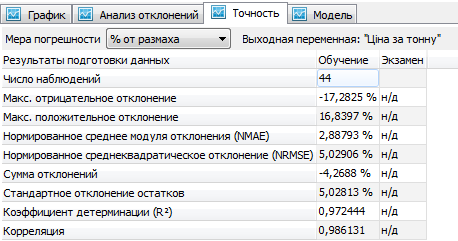 График Анализ отклонений Точность Модель
Мера погрешности % от размаха Выходная переменная: "Ціна за тонну"
Результаты подготовки данных Обучение Экзамен
Число наблюдений 44
Макс. отрицательное отклонение -17,2825 % н/д
Макс. положительное отклонение 16,8397 % н/д
Нормированное среднее модуля отклонения (NMAE) 2,88793 % н/д
Нормированное среднеквадратическое отклонение (NRMSE) 5,02906 % н/д
Сумма отклонений -4,2688 % н/д
Стандартное отклонение остатков 5,02813 % н/д
Коэффициент детерминации (R²) 0,972444 н/д
Корреляция 0,986131 н/д